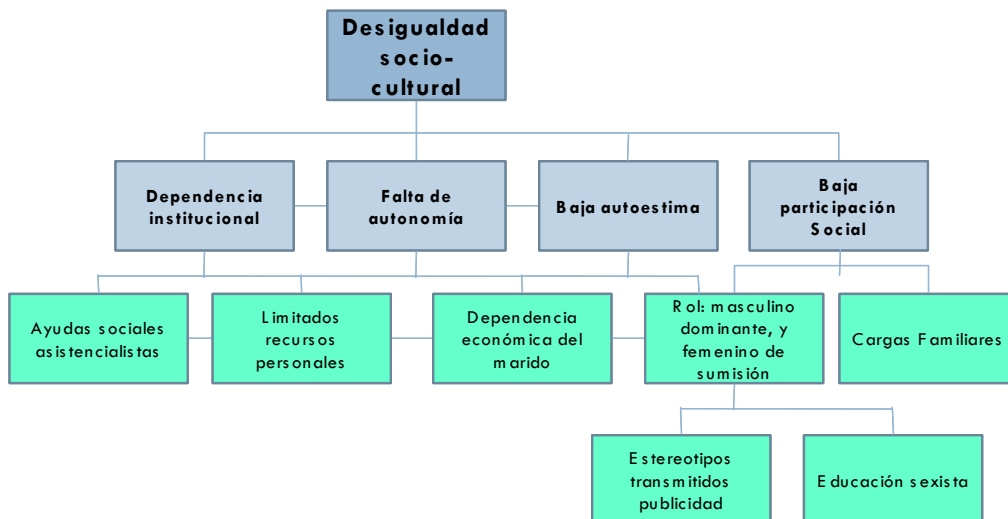 Desigualdad
socio-
cultural
Dependencia
institucional
Falta de
autonomía
Baja autoestima
Baja
participación
Social
Ayudas sociales
asistencialistas
Limitados
recursos
personales
Dependencia
económica del
marido
Rol: masculino
dominante, y
femenino de
sumisión
Cargas Familiares
Estereotipos
transmitidos
publicidad
Educación sexista